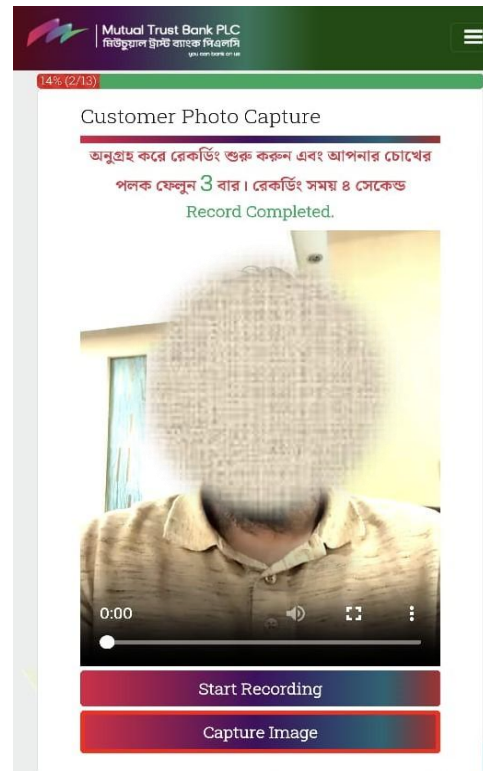 Mutual Trust Bank PLC
মিউচুয়াল ট্রাস্ট ব্যাংক পিএলসি
you can bank on us
14% (2/13)
Customer Photo Capture
অনুগ্রহ করে রেকর্ডিং শুরু করুন এবং আপনার চোখের
পলক ফেলুন 3 বার। রেকর্ডিং সময় ৪ সেকেন্ড
Record Completed.
0:00
Start Recording
Capture Image